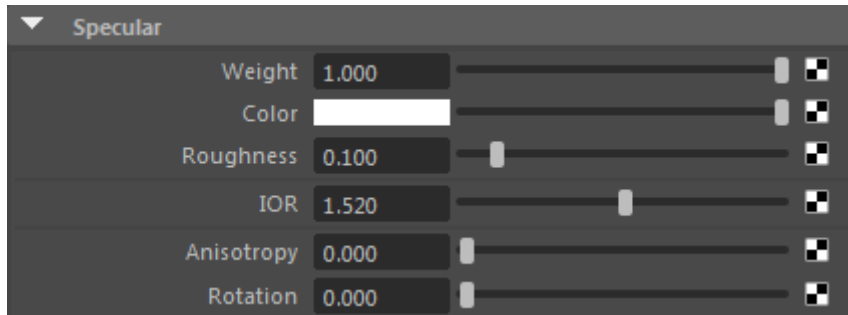 Specular
Weight 1.000
Color
Roughness 0.100
IOR 1.520
Anisotropy 0.000
Rotation 0.000